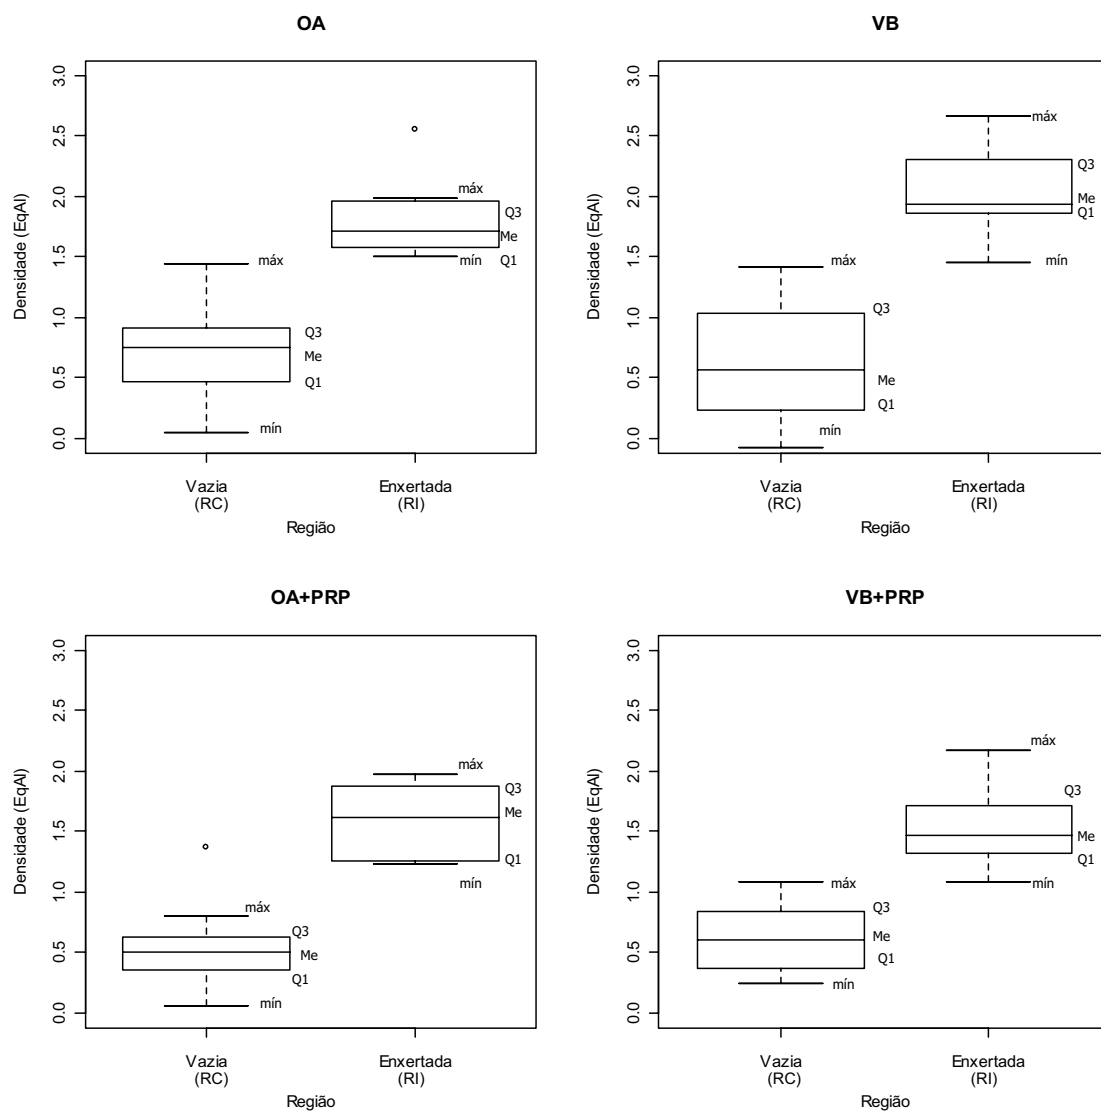 OA
Densidade (EqAl)
3.0
2.5
2.0
1.5
1.0
0.5
0.0
máx
Q3
Me
Q1
mín
máx
Q3
Me
mín
Q1
Vazia
(RC)
Enxertada
(RI)
Região
VB
Densidade (EqAl)
3.0
2.5
2.0
1.5
1.0
0.5
0.0
máx
Q3
Me
Q1
mín
máx
Q3
Me
Q1
mín
Vazia
(RC)
Enxertada
(RI)
Região
OA+PRP
Densidade (EqAl)
3.0
2.5
2.0
1.5
1.0
0.5
0.0
máx
Q3
Me
Q1
mín
máx
Q3
Me
Q1
mín
Vazia
(RC)
Enxertada
(RI)
Região
VB+PRP
Densidade (EqAl)
3.0
2.5
2.0
1.5
1.0
0.5
0.0
máx
Q3
Me
Q1
mín
máx
Q3
Me
Q1
mín
Vazia
(RC)
Enxertada
(RI)
Região